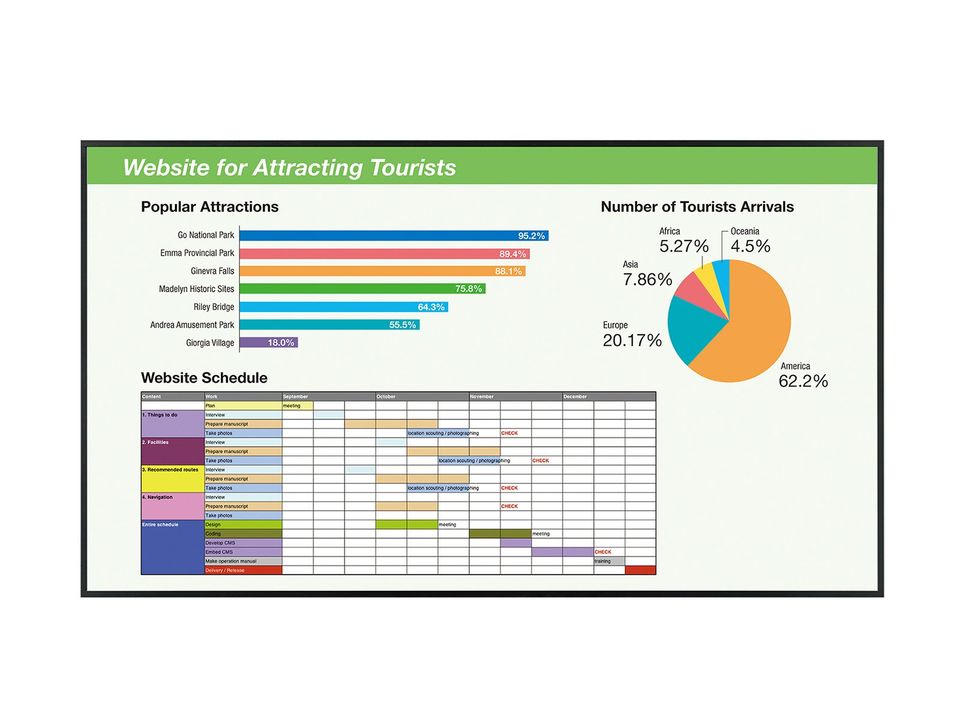 Website for Attracting Tourists
Popular Attractions
Go National Park 95.2%
Emma Provincial Park 89.4%
Ginevra Falls 88.1%
Madelyn Historic Sites 75.8%
Riley Bridge 64.3%
Andrea Amusement Park 55.5%
Giorgia Village 18.0%
Number of Tourists Arrivals
Africa
5.27%
Oceania
4.5%
Asia
7.86%
Europe
20.17%
America
62.2%
Website Schedule
Content Work September October November December
Plan meeting
1. Things to do Interview
Prepare manuscript
Take photos location scouting / photographing CHECK
2. Facilities Interview
Prepare manuscript
Take photos location scouting / photographing CHECK
3. Recommended routes Interview
Prepare manuscript
Take photos location scouting / photographing CHECK
4. Navigation Interview
Prepare manuscript CHECK
Take photos
Entire schedule Design meeting
Coding meeting
Develop CMS
Embed CMS CHECK
Make operation manual training
Delivery / Release